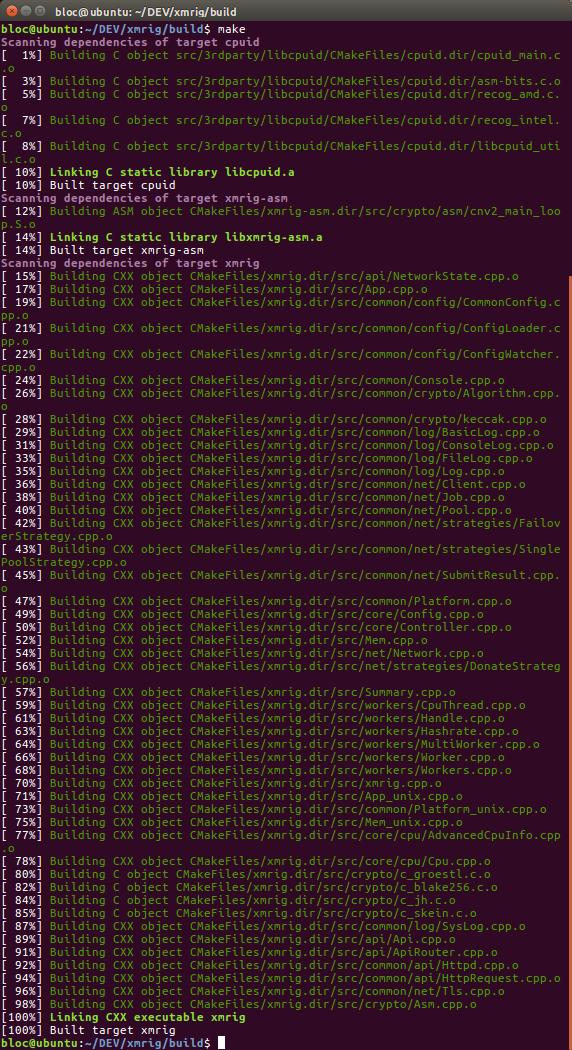 bloc@ubuntu: ~/DEV/xmrig/build
bloc@ubuntu:~/DEV/xmrig/build$ make
Scanning dependencies of target cpuid
[  1%] Building C object src/3rdparty/libcpuid/CMakeFiles/cpuid.dir/cpuid_main.c
.o
[  3%] Building C object src/3rdparty/libcpuid/CMakeFiles/cpuid.dir/asm-bits.c.o
[  5%] Building C object src/3rdparty/libcpuid/CMakeFiles/cpuid.dir/recog_amd.c.
o
[  7%] Building C object src/3rdparty/libcpuid/CMakeFiles/cpuid.dir/recog_intel.
c.o
[  8%] Building C object src/3rdparty/libcpuid/CMakeFiles/cpuid.dir/libcpuid_uti
l.c.o
[ 10%] Linking C static library libcpuid.a
[ 10%] Built target cpuid
Scanning dependencies of target xmrig-asm
[ 12%] Building ASM object CMakeFiles/xmrig-asm.dir/src/crypto/asm/cnv2_main_loo
p.S.o
[ 14%] Linking C static library libxmrig-asm.a
[ 14%] Built target xmrig-asm
Scanning dependencies of target xmrig
[ 15%] Building CXX object CMakeFiles/xmrig.dir/src/api/NetworkState.cpp.o
[ 17%] Building CXX object CMakeFiles/xmrig.dir/src/App.cpp.o
[ 19%] Building CXX object CMakeFiles/xmrig.dir/src/common/config/CommonConfig.c
pp.o
[ 21%] Building CXX object CMakeFiles/xmrig.dir/src/common/config/ConfigLoader.c
pp.o
[ 22%] Building CXX object CMakeFiles/xmrig.dir/src/common/config/ConfigWatcher.
cpp.o
[ 24%] Building CXX object CMakeFiles/xmrig.dir/src/common/Console.cpp.o
[ 26%] Building CXX object CMakeFiles/xmrig.dir/src/common/crypto/Algorithm.cpp.
o
[ 28%] Building CXX object CMakeFiles/xmrig.dir/src/common/crypto/keccak.cpp.o
[ 29%] Building CXX object CMakeFiles/xmrig.dir/src/common/log/BasicLog.cpp.o
[ 31%] Building CXX object CMakeFiles/xmrig.dir/src/common/log/ConsoleLog.cpp.o
[ 33%] Building CXX object CMakeFiles/xmrig.dir/src/common/log/FileLog.cpp.o
[ 35%] Building CXX object CMakeFiles/xmrig.dir/src/common/log/Log.cpp.o
[ 36%] Building CXX object CMakeFiles/xmrig.dir/src/common/net/Client.cpp.o
[ 38%] Building CXX object CMakeFiles/xmrig.dir/src/common/net/Job.cpp.o
[ 40%] Building CXX object CMakeFiles/xmrig.dir/src/common/net/Pool.cpp.o
[ 42%] Building CXX object CMakeFiles/xmrig.dir/src/common/net/strategies/Failov
erStrategy.cpp.o
[ 43%] Building CXX object CMakeFiles/xmrig.dir/src/common/net/strategies/Single
PoolStrategy.cpp.o
[ 45%] Building CXX object CMakeFiles/xmrig.dir/src/common/net/SubmitResult.cpp.
o
[ 47%] Building CXX object CMakeFiles/xmrig.dir/src/common/Platform.cpp.o
[ 49%] Building CXX object CMakeFiles/xmrig.dir/src/core/Config.cpp.o
[ 50%] Building CXX object CMakeFiles/xmrig.dir/src/core/Controller.cpp.o
[ 52%] Building CXX object CMakeFiles/xmrig.dir/src/Mem.cpp.o
[ 54%] Building CXX object CMakeFiles/xmrig.dir/src/net/Network.cpp.o
[ 56%] Building CXX object CMakeFiles/xmrig.dir/src/net/strategies/DonateStrateg
y.cpp.o
[ 57%] Building CXX object CMakeFiles/xmrig.dir/src/Summary.cpp.o
[ 59%] Building CXX object CMakeFiles/xmrig.dir/src/workers/CpuThread.cpp.o
[ 61%] Building CXX object CMakeFiles/xmrig.dir/src/workers/Handle.cpp.o
[ 63%] Building CXX object CMakeFiles/xmrig.dir/src/workers/Hashrate.cpp.o
[ 64%] Building CXX object CMakeFiles/xmrig.dir/src/workers/MultiWorker.cpp.o
[ 66%] Building CXX object CMakeFiles/xmrig.dir/src/workers/Worker.cpp.o
[ 68%] Building CXX object CMakeFiles/xmrig.dir/src/workers/Workers.cpp.o
[ 70%] Building CXX object CMakeFiles/xmrig.dir/src/xmrig.cpp.o
[ 71%] Building CXX object CMakeFiles/xmrig.dir/src/App_unix.cpp.o
[ 73%] Building CXX object CMakeFiles/xmrig.dir/src/common/Platform_unix.cpp.o
[ 75%] Building CXX object CMakeFiles/xmrig.dir/src/Mem_unix.cpp.o
[ 77%] Building CXX object CMakeFiles/xmrig.dir/src/core/cpu/AdvancedCpuInfo.cpp
.o
[ 78%] Building CXX object CMakeFiles/xmrig.dir/src/core/cpu/Cpu.cpp.o
[ 80%] Building C object CMakeFiles/xmrig.dir/src/crypto/c_groestl.c.o
[ 82%] Building C object CMakeFiles/xmrig.dir/src/crypto/c_blake256.c.o
[ 84%] Building C object CMakeFiles/xmrig.dir/src/crypto/c_jh.c.o
[ 85%] Building C object CMakeFiles/xmrig.dir/src/crypto/c_skein.c.o
[ 87%] Building CXX object CMakeFiles/xmrig.dir/src/common/log/SysLog.cpp.o
[ 89%] Building CXX object CMakeFiles/xmrig.dir/src/api/Api.cpp.o
[ 91%] Building CXX object CMakeFiles/xmrig.dir/src/api/ApiRouter.cpp.o
[ 92%] Building CXX object CMakeFiles/xmrig.dir/src/common/api/Httpd.cpp.o
[ 94%] Building CXX object CMakeFiles/xmrig.dir/src/common/api/HttpRequest.cpp.o
[ 96%] Building CXX object CMakeFiles/xmrig.dir/src/common/net/Tls.cpp.o
[ 98%] Building CXX object CMakeFiles/xmrig.dir/src/crypto/Asm.cpp.o
[100%] Linking CXX executable xmrig
[100%] Built target xmrig
bloc@ubuntu:~/DEV/xmrig/build$